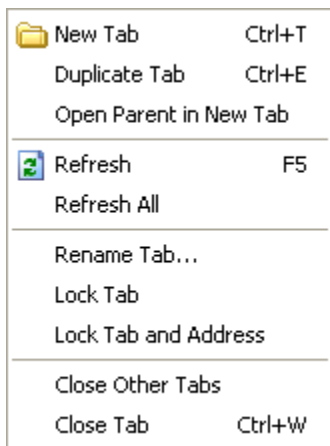 New Tab Ctrl+T
Duplicate Tab Ctrl+E
Open Parent in New Tab
Refresh F5
Refresh All
Rename Tab...
Lock Tab
Lock Tab and Address
Close Other Tabs
Close Tab Ctrl+W